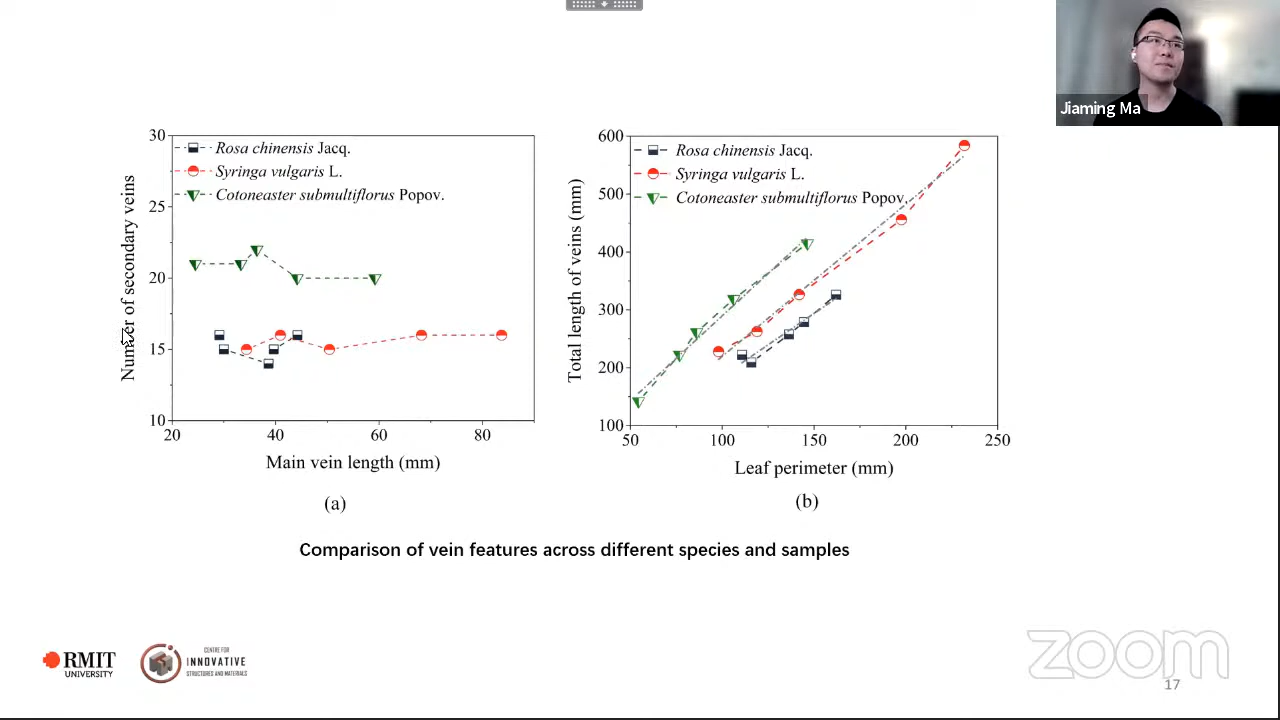 Jiaming Ma
30
25
20
15
10
Number of secondary veins
Rosa chinensis Jacq.
Syringa vulgaris L.
Cotoneaster submultiflorus Popov.
20
40
60
80
Main vein length (mm)
(a)
600
500
400
300
200
100
Total length of veins (mm)
Rosa chinensis Jacq.
Syringa vulgaris L.
Cotoneaster submultiflorus Popov.
50
100
150
200
250
Leaf perimeter (mm)
(b)
Comparison of vein features across different species and samples
RMIT
UNIVERSITY
CENTRE FOR
INNOVATIVE
STRUCTURES AND MATERIALS
zoom
17